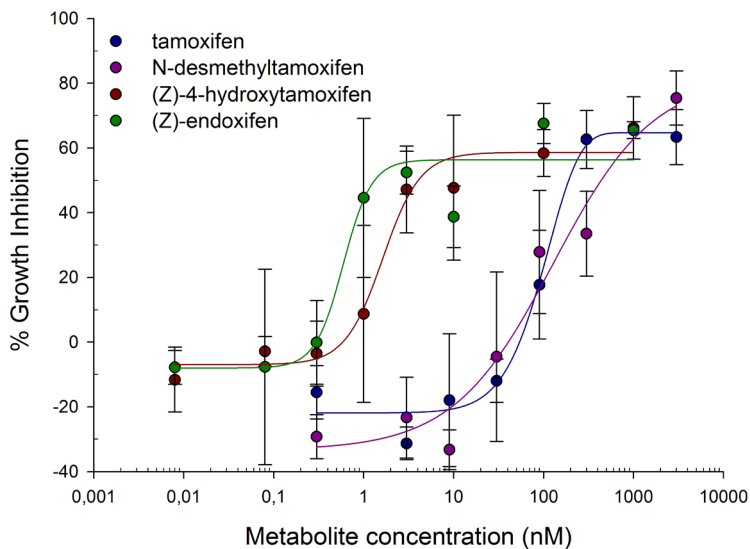 100
80
60
40
20
0
-20
-40
% Growth Inhibition
tamoxifen
N-desmethyltamoxifen
(Z)-4-hydroxytamoxifen
(Z)-endoxifen
0,001 0,01 0,1 1 10 100 1000 10000
Metabolite concentration (nM)